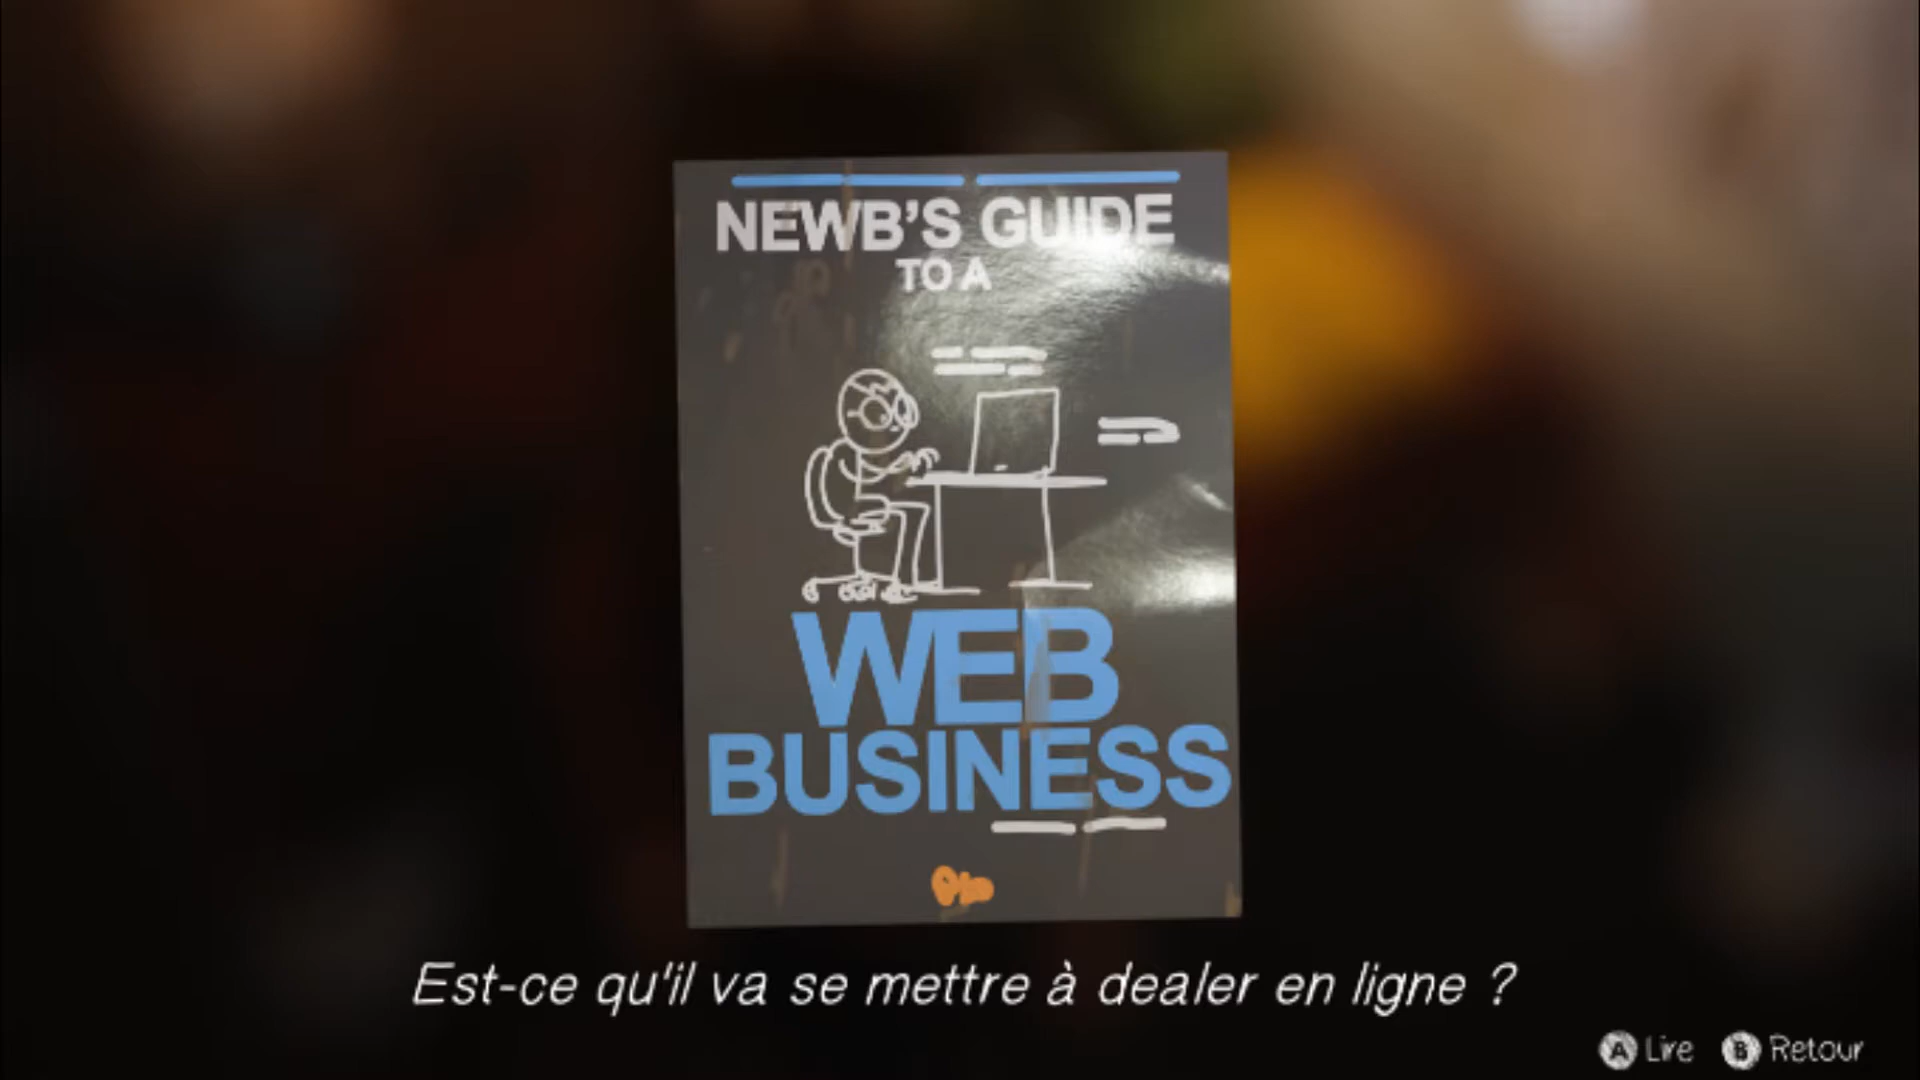 NEWB'S GUIDE
TO A
WEB
BUSINESS
Est-ce qu'il va se mettre à dealer en ligne ?
A Lire B Retour